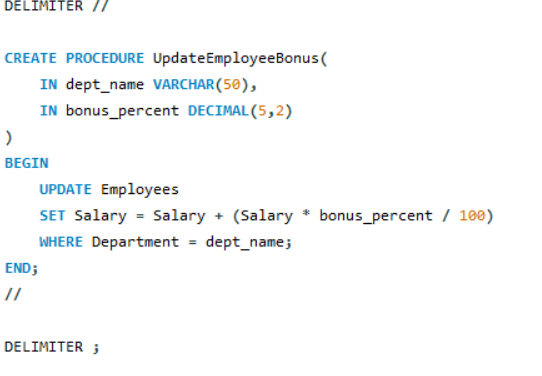 DELIMITER //
CREATE PROCEDURE UpdateEmployeeBonus(
IN dept_name VARCHAR(50),
IN bonus_percent DECIMAL(5,2)
)
BEGIN
UPDATE Employees
SET Salary = Salary + (Salary * bonus_percent / 100)
WHERE Department = dept_name;
END;
//
DELIMITER ;